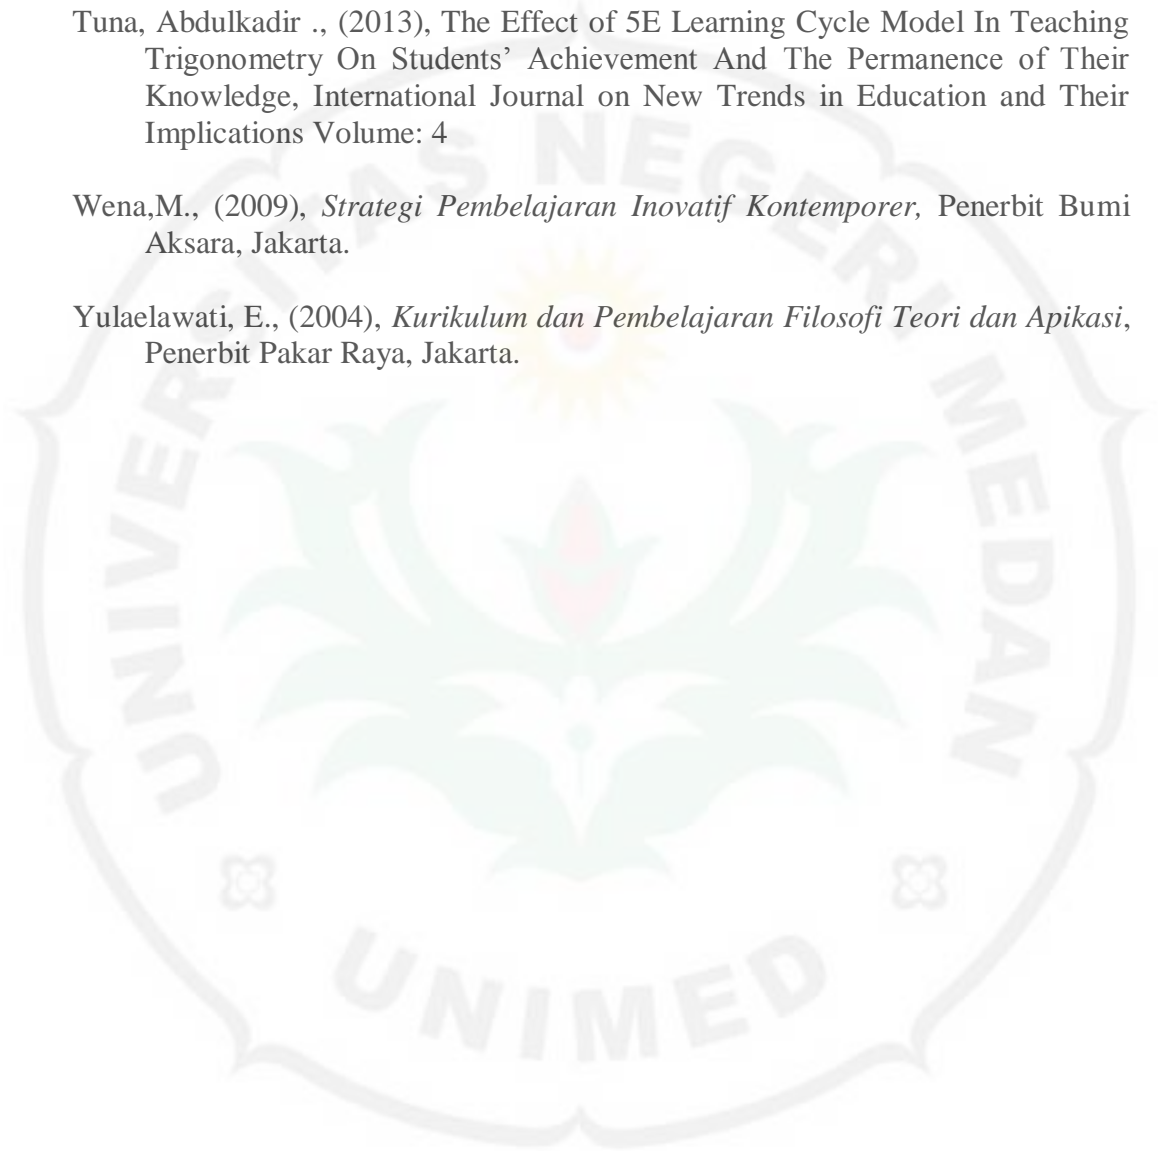 Tuna, Abdulkadir ., (2013), The Effect of 5E Learning Cycle Model In Teaching
Trigonometry On Students’ Achievement And The Permanence of Their
Knowledge, International Journal on New Trends in Education and Their
Implications Volume: 4
Wena,M., (2009), Strategi Pembelajaran Inovatif Kontemporer, Penerbit Bumi
Aksara, Jakarta.
Yulaelawati, E., (2004), Kurikulum dan Pembelajaran Filosofi Teori dan Apikasi,
Penerbit Pakar Raya, Jakarta.
UNIVERSITAS NEGERI MEDAN
UNIMED